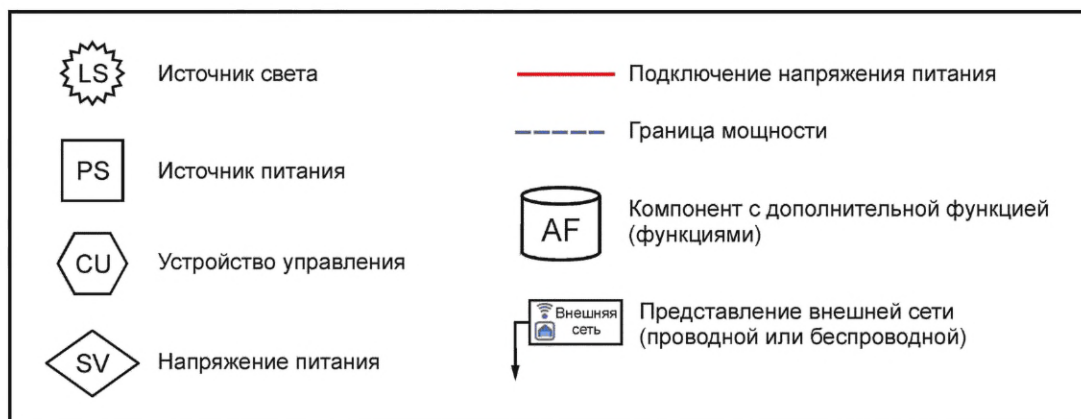 LS
Источник света
PS
Источник питания
CU
Устройство управления
SV
Напряжение питания
Подключение напряжения питания
Граница мощности
AF
Компонент с дополнительной функцией
(функциями)
Внешняя
сеть
Представление внешней сети
(проводной или беспроводной)